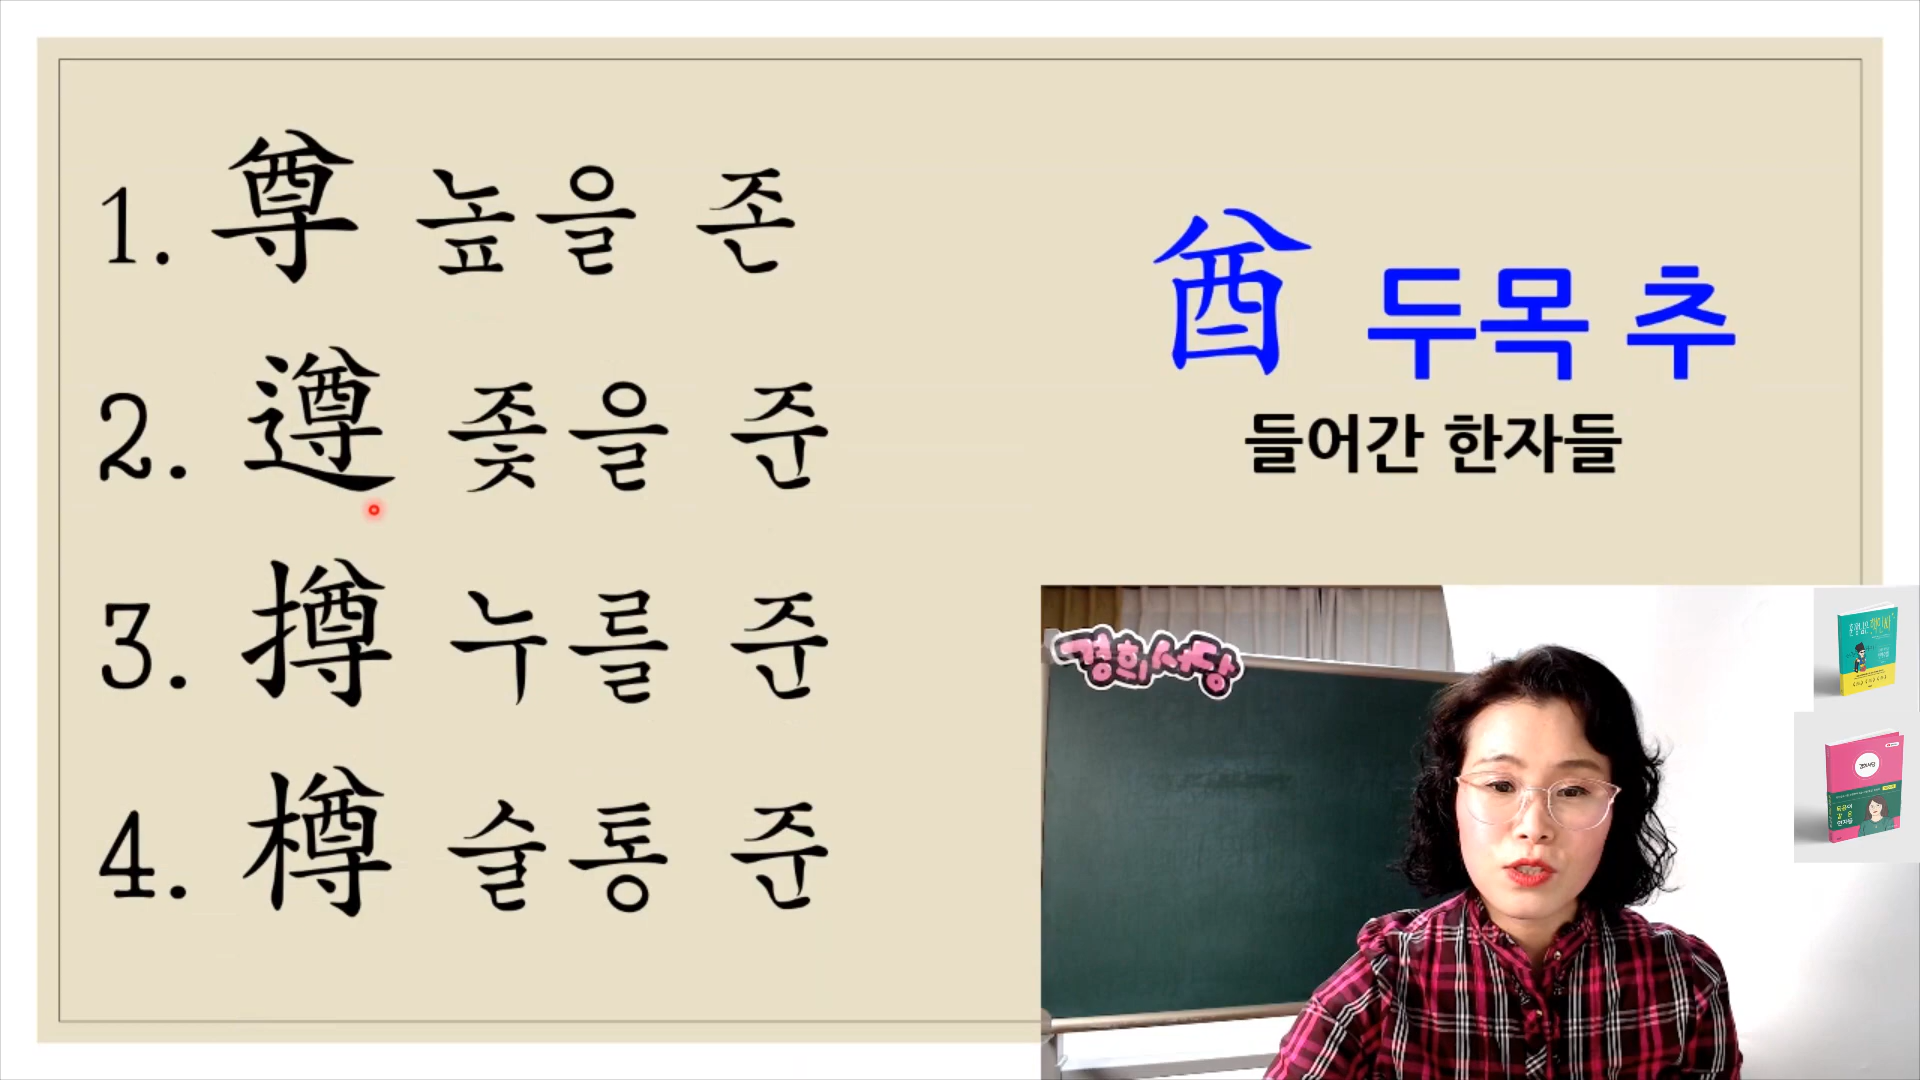 1. 尊 높을 존
2. 遵 좇을 준
3. 撙 누를 준
4. 樽 술통 준
酋 두목 추
들어간 한자들
경희서당